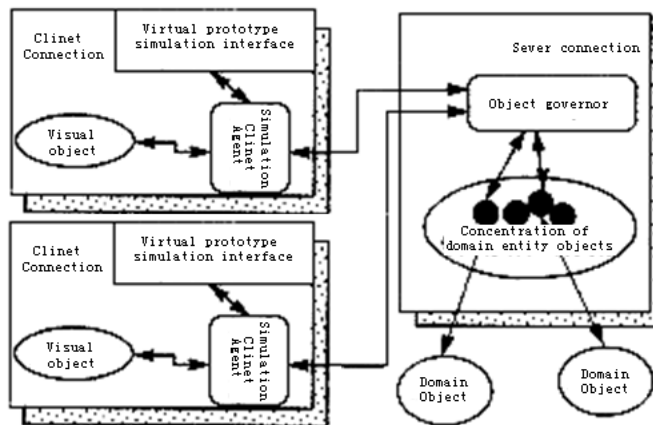 Clinet
Connection
Virtual prototype
simulation interface
Visual
object
Simulation
Clinet
Agent
Sever connection
Object governor
Concentration of
domain entity objects
Clinet
Connection
Virtual prototype
simulation interface
Visual
object
Simulation
Clinet
Agent
Domain
Object
Domain
Object